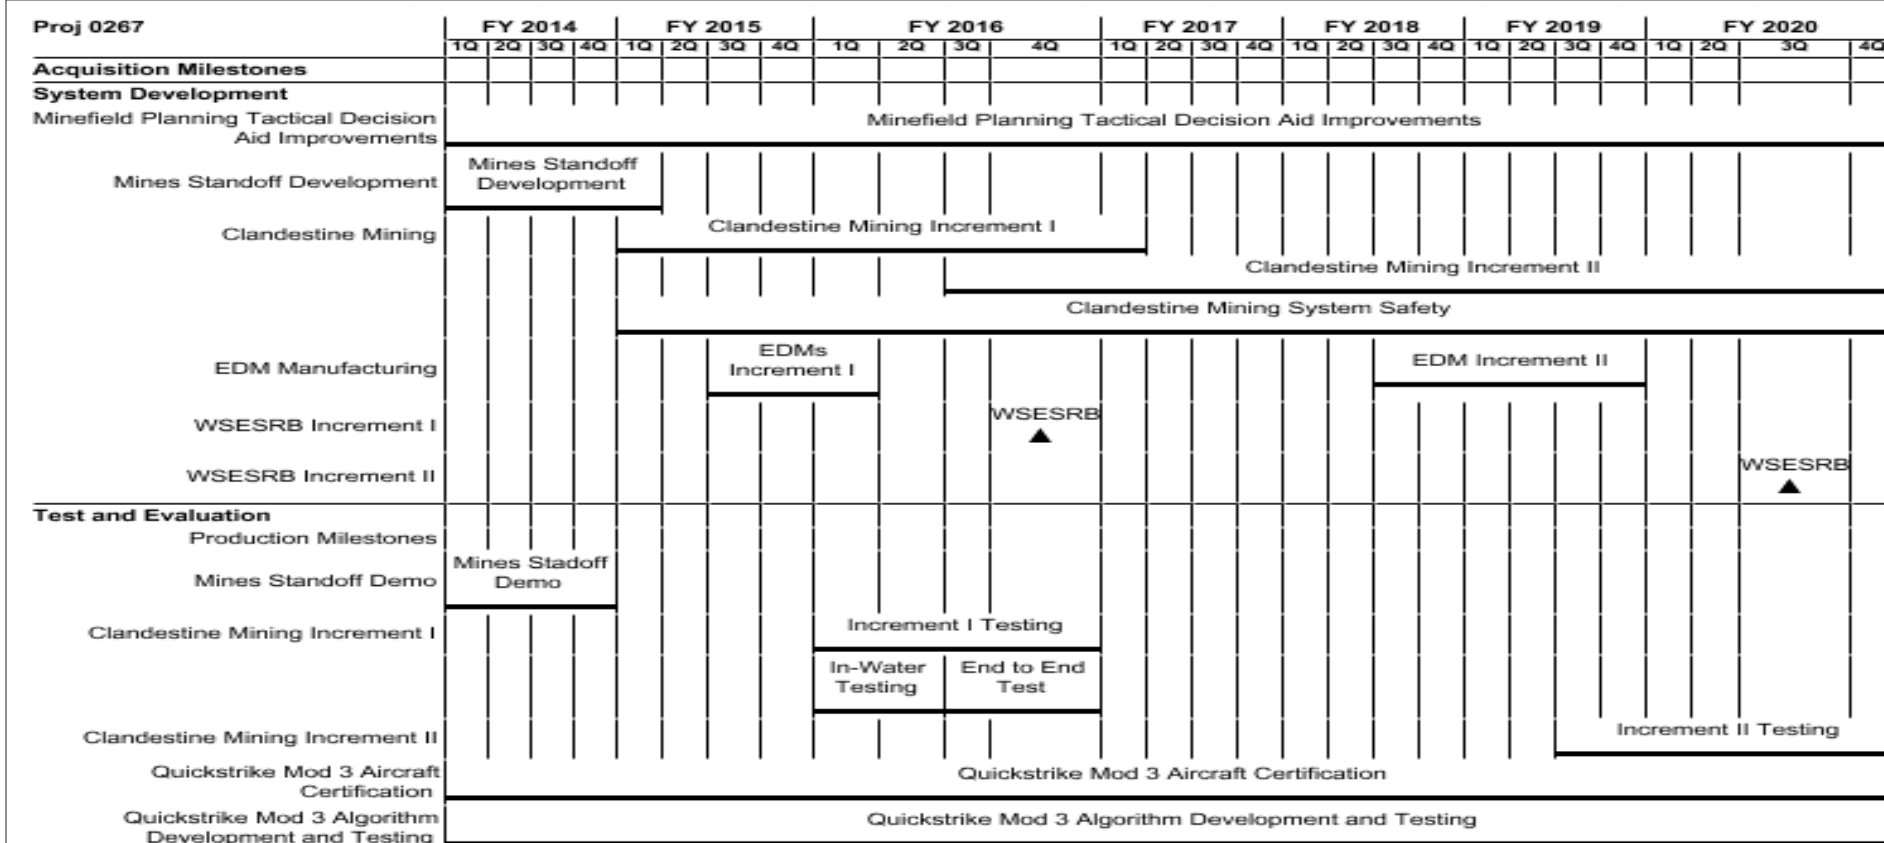 Proj 0267 FY 2014 FY 2015 FY 2016 FY 2017 FY 2018 FY 2019 FY 2020
1Q 2Q 3Q 4Q 1Q 2Q 3Q 4Q 1Q 2Q 3Q 4Q 1Q 2Q 3Q 4Q 1Q 2Q 3Q 4Q 1Q 2Q 3Q 4Q 1Q 2Q 3Q 4Q
Acquisition Milestones
System Development
Minefield Planning Tactical Decision
Aid Improvements
Minefield Planning Tactical Decision Aid Improvements
Mines Standoff Development
Mines Standoff
Development
Clandestine Mining
Clandestine Mining Increment I
Clandestine Mining Increment II
Clandestine Mining System Safety
EDM Manufacturing
EDMs
Increment I
EDM Increment II
WSESRB Increment I
WSESRB
WSESRB Increment II
WSESRB
Test and Evaluation
Production Milestones
Mines Standoff Demo
Mines Stadoff
Demo
Clandestine Mining Increment I
Increment I Testing
In-Water
Testing
End to End
Test
Clandestine Mining Increment II
Increment II Testing
Quickstrike Mod 3 Aircraft
Certification
Quickstrike Mod 3 Aircraft Certification
Quickstrike Mod 3 Algorithm
Development and Testing
Quickstrike Mod 3 Algorithm Development and Testing